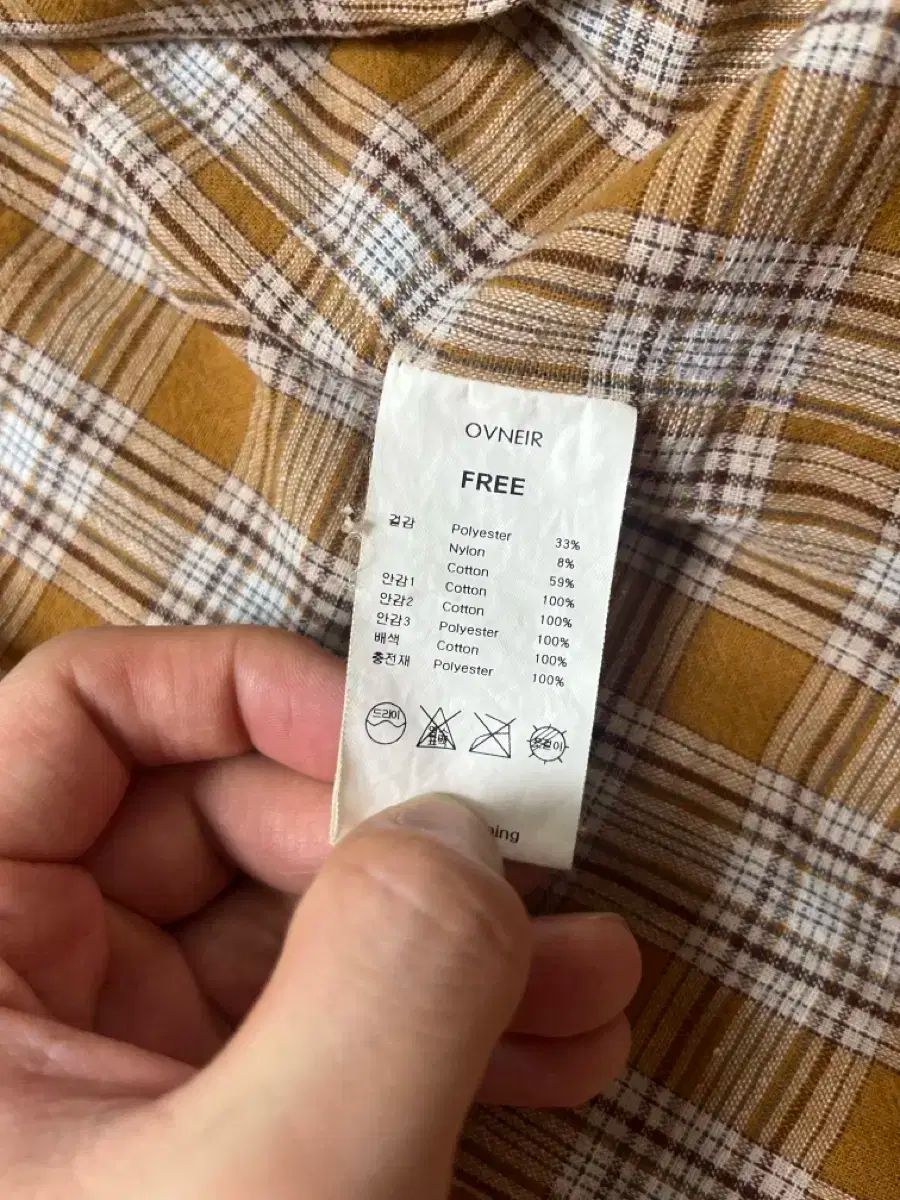 OVNEIR
FREE
겉감 Polyester 33%
Nylon 8%
Cotton 59%
안감1 Cotton 100%
안감2 Cotton 100%
안감3 Polyester 100%
배색 Cotton 100%
충전재 Polyester 100%
드라이